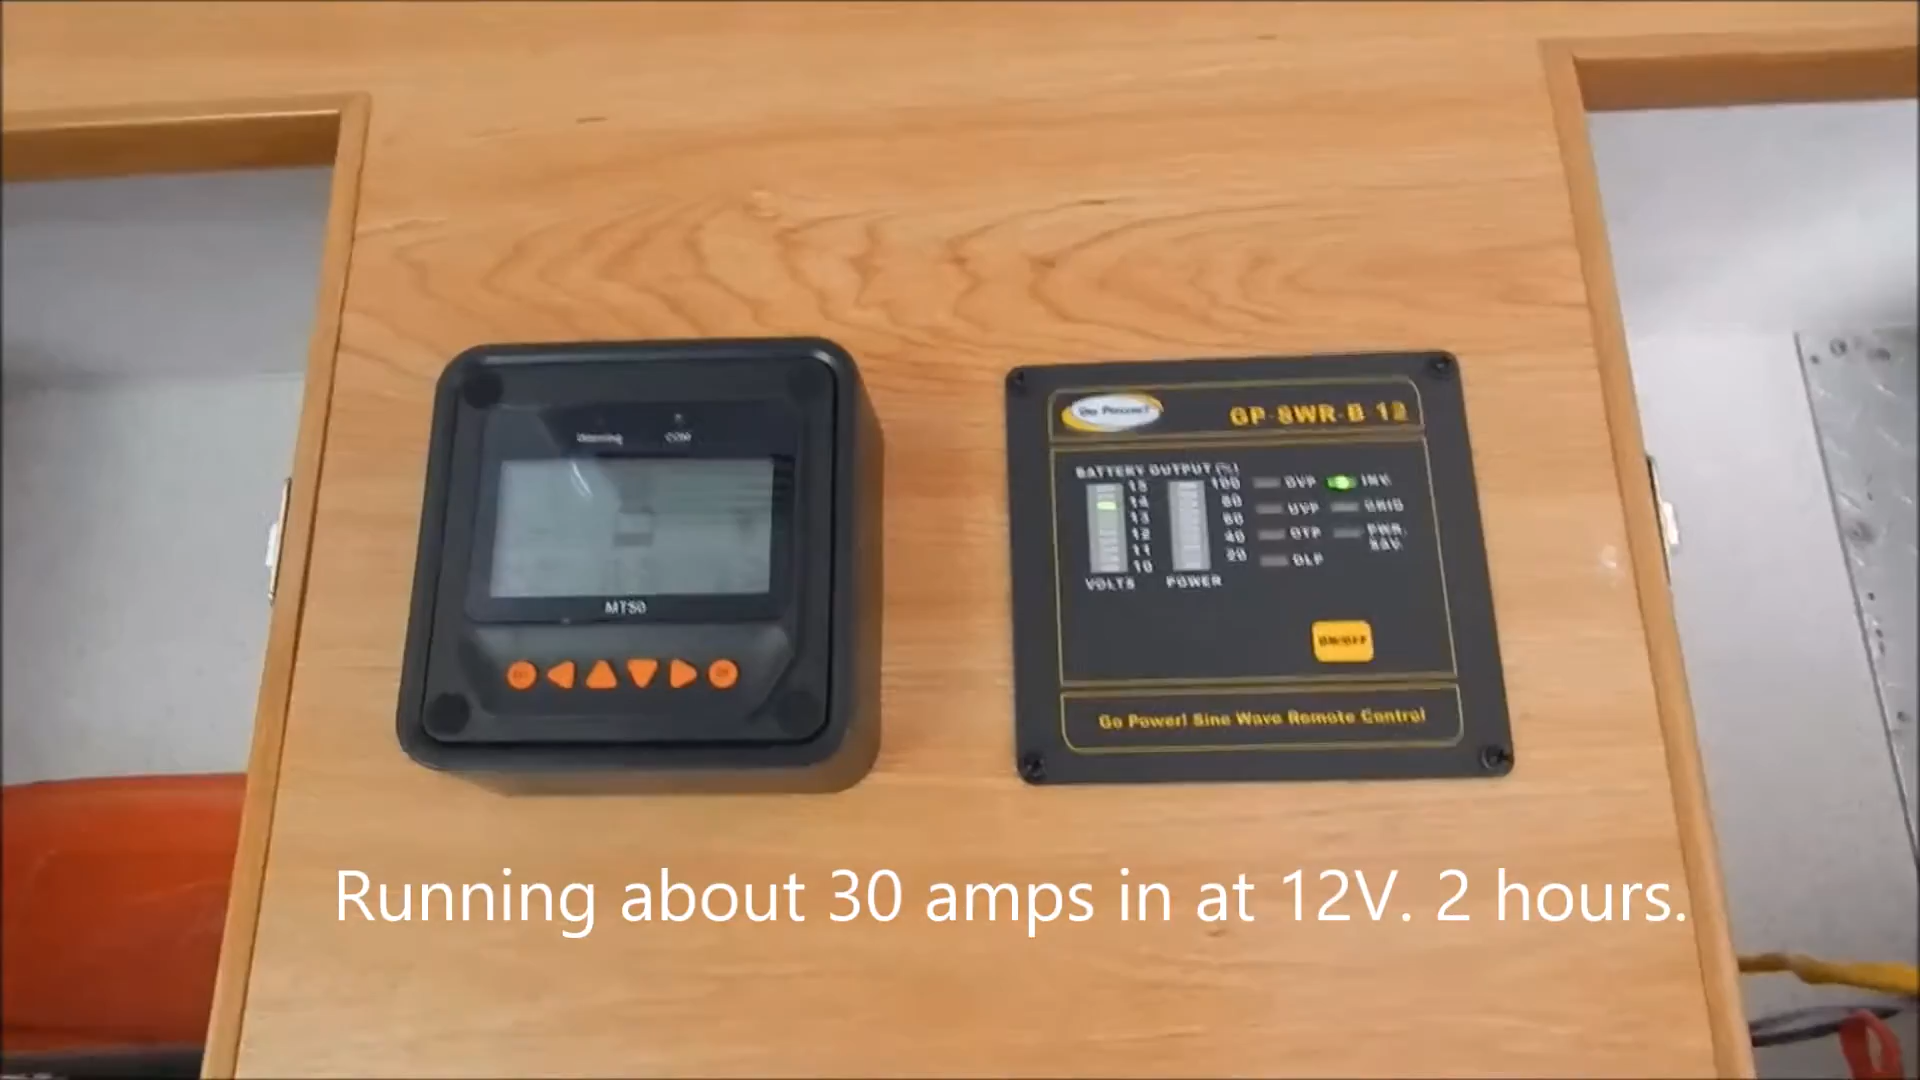 Warning COM
MT50
Go Power!
GP-SWR-B 12
BATTERY OUTPUT (%)
15
14
13
12
11
10
VOLTS
100
80
60
40
20
POWER
OVP
UVP
OTP
OLP
INV.
GRID
PWR.
SAV.
ON/OFF
Go Power! Sine Wave Remote Control
Running about 30 amps in at 12V. 2 hours.